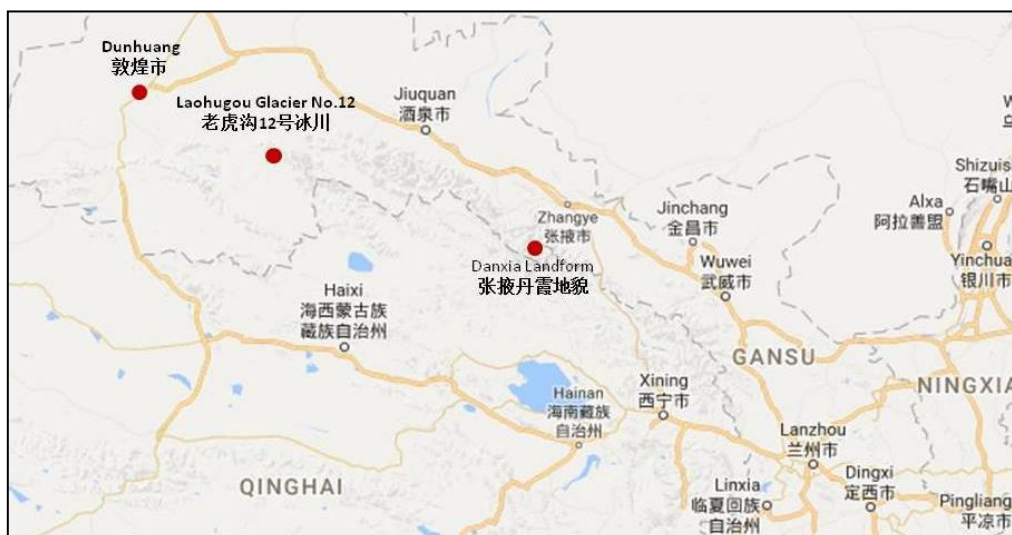 Dunhuang
敦煌市
Laohugou Glacier No.12
老虎沟12号冰川
Jiuquan
酒泉市
Shizuish
石嘴山
Alxa
阿拉善盟
Zhangye
张掖市
Jinchang
金昌市
Yinchua
银川市
Danxia Landform
张掖丹霞地貌
Wuwei
武威市
Haixi
海西蒙古族
藏族自治州
GANSU
NINGXIA
Hainan
海南藏族
自治州
Xining
西宁市
Lanzhou
兰州市
QINGHAI
Dingxi
定西市
Linxia
临夏回族
自治州
Pingliang
平凉市